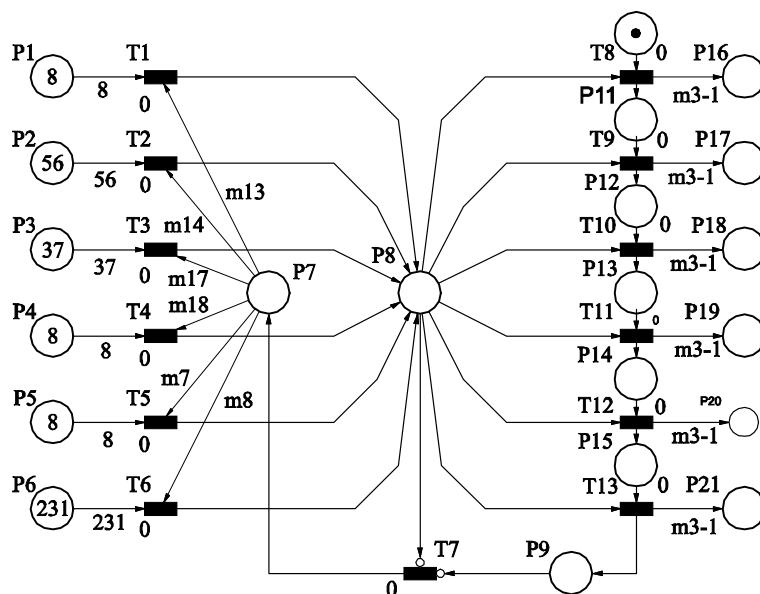 P1 T1 T8 0 P16
8 8 0 P11 m3-1
P2 T2 T9 0 P17
56 56 0 P12 m3-1
m13
P3 T3 m14 T10 0 P18
37 37 0 m17 P7 P8 P13 m3-1
P4 T4 m18 T11 0 P19
8 0 P14 m3-1
m7
P5 T5 m8 T12 0 P20
8 8 0 P15 m3-1
P6 T6 T13 0 P21
231 231 0 m3-1
T7 P9
0